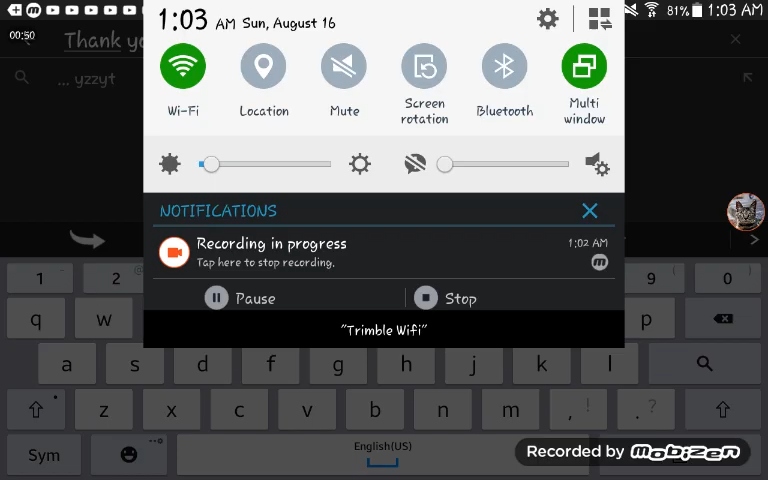 1:03 AM Sun, August 16
81% 1:03 AM
00:50
Thank yo
... yzzyt
Wi-Fi
Location
Mute
Screen
rotation
Bluetooth
Multi
window
NOTIFICATIONS
Recording in progress
1:02 AM
Tap here to stop recording.
Pause
Stop
"Trimble Wifi"
1 2 @ 9 ( 0 )
q w p
a s d f g h j k l
z x c v b n m , ! . ?
Sym
English(US)
Recorded by mobizen